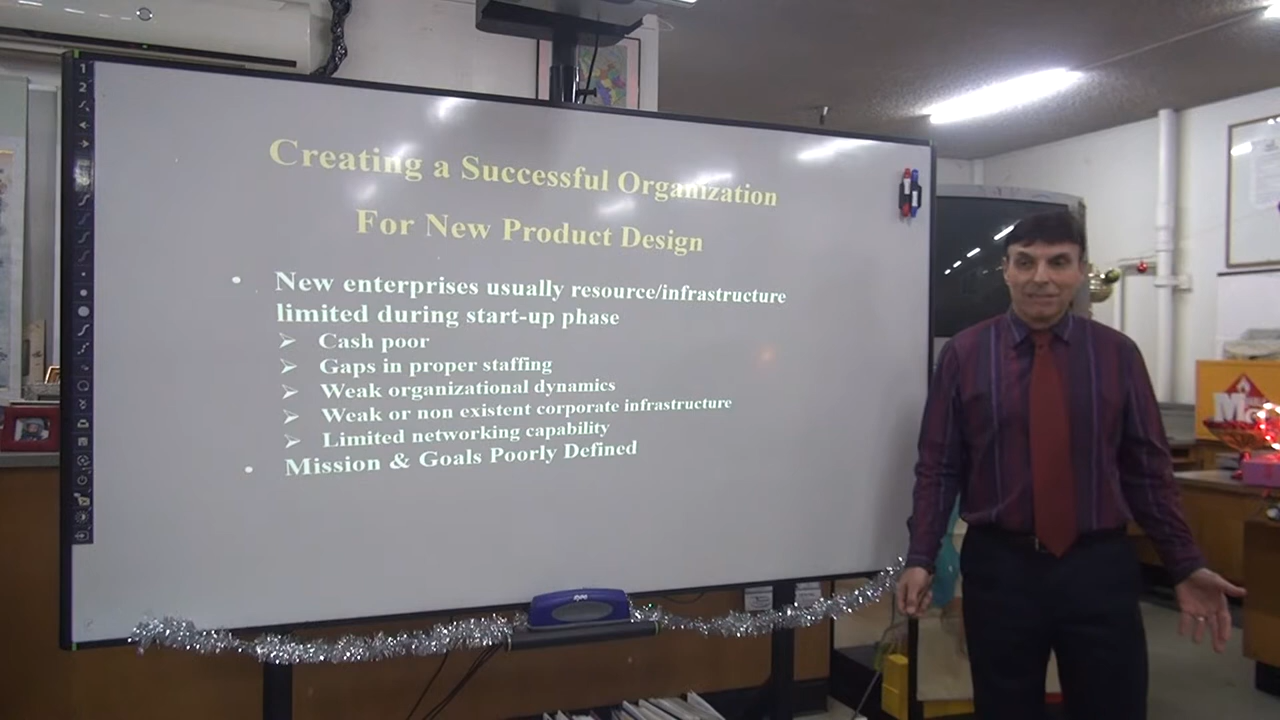 Creating a Successful Organization
For New Product Design
• New enterprises usually resource/infrastructure
limited during start-up phase
➢ Cash poor
➢ Gaps in proper staffing
➢ Weak organizational dynamics
➢ Weak or non existent corporate infrastructure
➢ Limited networking capability
• Mission & Goals Poorly Defined
1
2